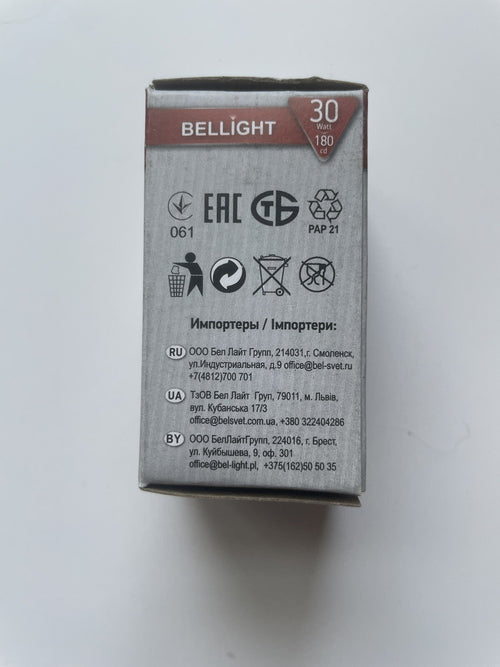 BELLIGHT
30
Watt
180
cd
061
EAC
СТБ
PAP 21
Импортеры / Імпортери:
RU ООО Бел Лайт Групп, 214031,г. Смоленск,
ул.Индустриальная, д.9 office@bel-svet.ru
+7(4812)700 701
UA ТзОВ Бел Лайт Груп, 79011, м. Львів,
вул. Кубанська 17/3
office@belsvet.com.ua, +380 322404286
BY ООО БелЛайтГрупп, 224016, г. Брест,
ул. Куйбышева, 9, оф. 301
office@bel-light.pl, +375(162)50 50 35